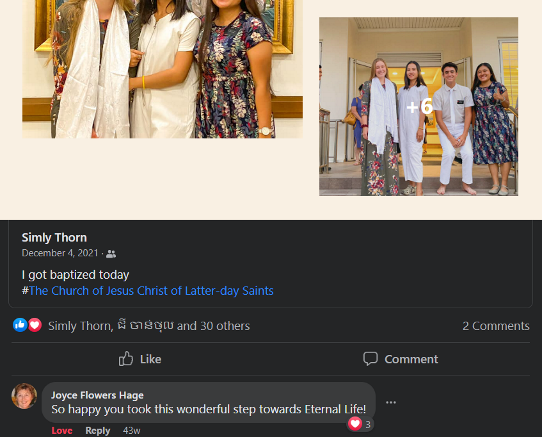 +6
Simly Thorn
December 4, 2021 ·
I got baptized today
#The Church of Jesus Christ of Latter-day Saints
Simly Thorn, ជី ចាន់ចុល and 30 others
2 Comments
Like
Comment
Joyce Flowers Hage
So happy you took this wonderful step towards Eternal Life!
3
Love Reply 43w